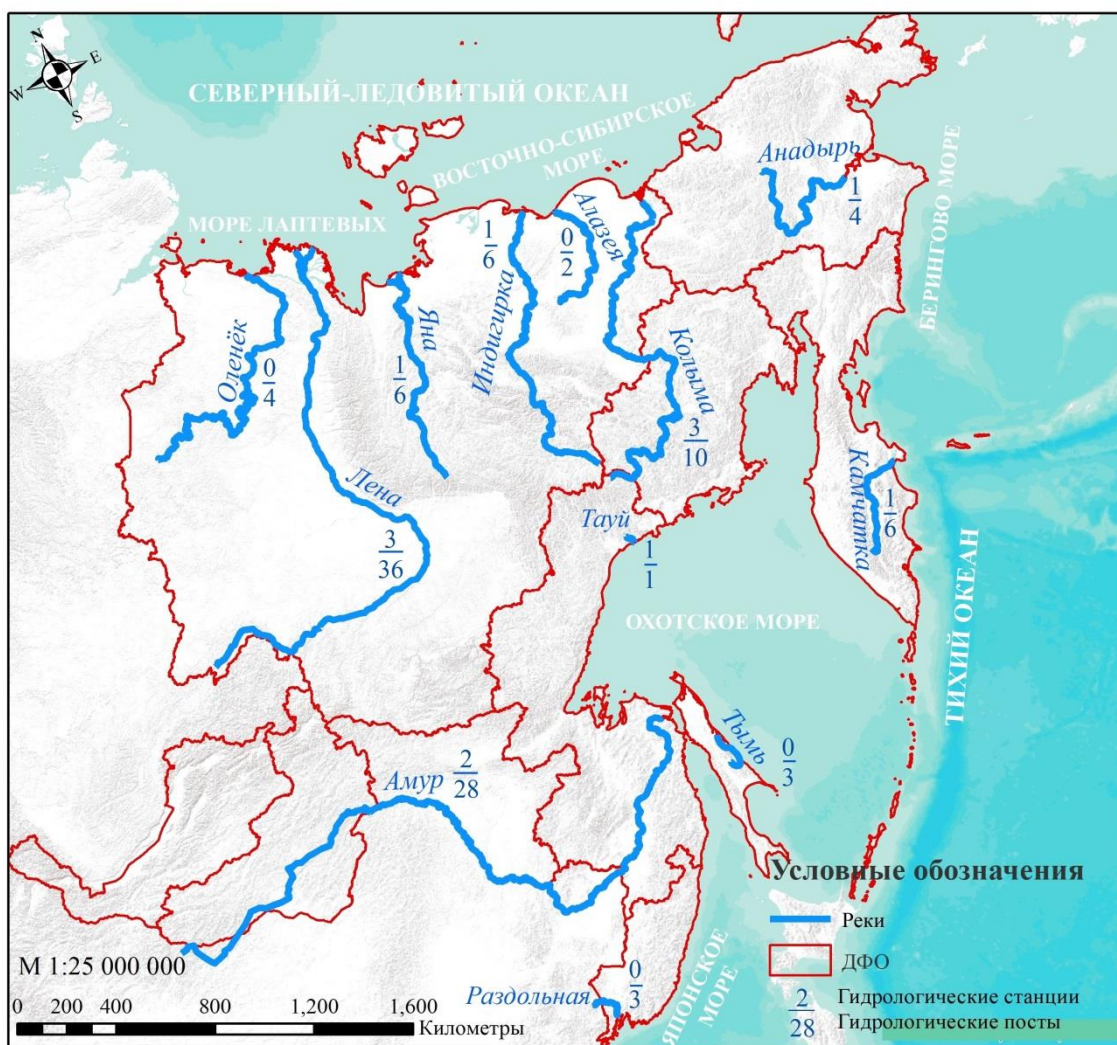 N
E
W
S
СЕВЕРНЫЙ-ЛЕДОВИТЫЙ ОКЕАН
ВОСТОЧНО-СИБИРСКОЕ
МОРЕ
МОРЕ ЛАПТЕВЫХ
БЕРИНГОВО МОРЕ
Анадырь
1
4
Алазея
0
2
1
6
Индигирка
Яна
1
6
Оленёк
0
4
Колыма
3
10
Лена
3
36
Тауй
1
1
Камчатка
1
6
ТИХИЙ ОКЕАН
ОХОТСКОЕ МОРЕ
Тымь
0
3
Амур
2
28
Раздольная
0
3
ЯПОНСКОЕ
МОРЕ
Условные обозначения
Реки
ДФО
2
28
Гидрологические станции
Гидрологические посты
М 1:25 000 000
0 200 400 800 1,200 1,600
Километры